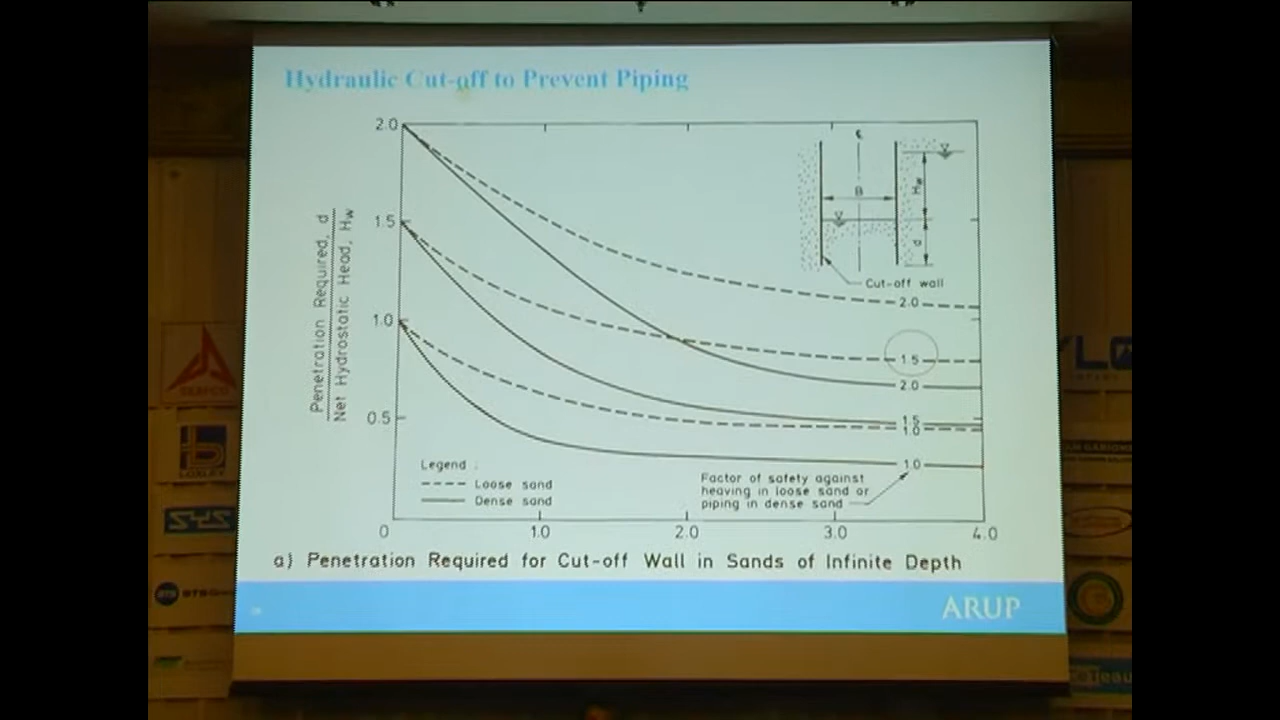 Hydraulic Cut-off to Prevent Piping
2.0
1.5
1.0
0.5
Penetration Required, d
Net Hydrostatic Head, Hw
℄
B
Hw
d
Cut-off wall
2.0
1.5
2.0
1.5
1.0
1.0
Legend :
Loose sand
Dense sand
Factor of safety against
heaving in loose sand or
piping in dense sand
0
1.0
2.0
3.0
4.0
a) Penetration Required for Cut-off Wall in Sands of Infinite Depth
ARUP
SYS